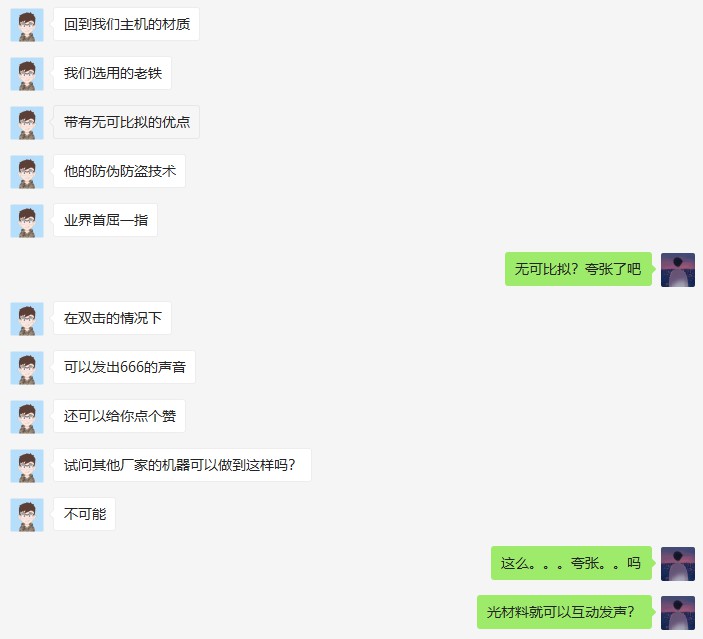 回到我们主机的材质
我们选用的老铁
带有无可比拟的优点
他的防伪防盗技术
业界首屈一指
无可比拟？夸张了吧
在双击的情况下
可以发出666的声音
还可以给你点个赞
试问其他厂家的机器可以做到这样吗？
不可能
这么。。。夸张。。吗
光材料就可以互动发声？